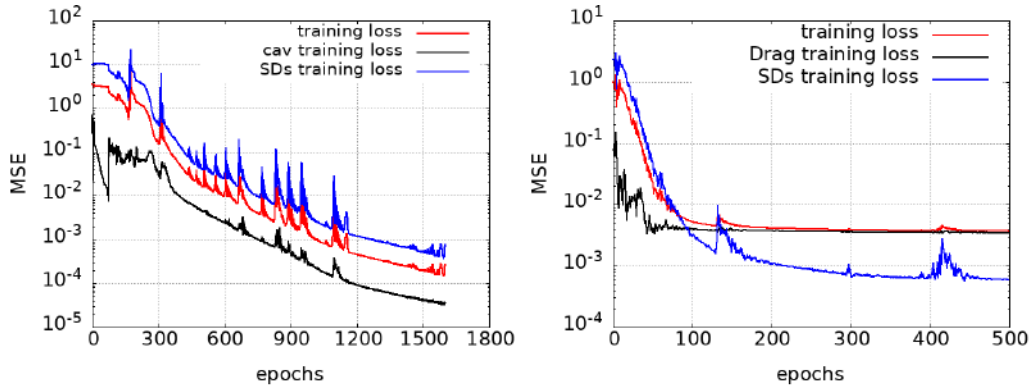 training loss
cav training loss
SDs training loss
10^2
10^1
10^0
10^-1
10^-2
10^-3
10^-4
10^-5
MSE
0 300 600 900 1200 1500 1800
epochs
training loss
Drag training loss
SDs training loss
10^1
10^0
10^-1
10^-2
10^-3
10^-4
MSE
0 100 200 300 400 500
epochs